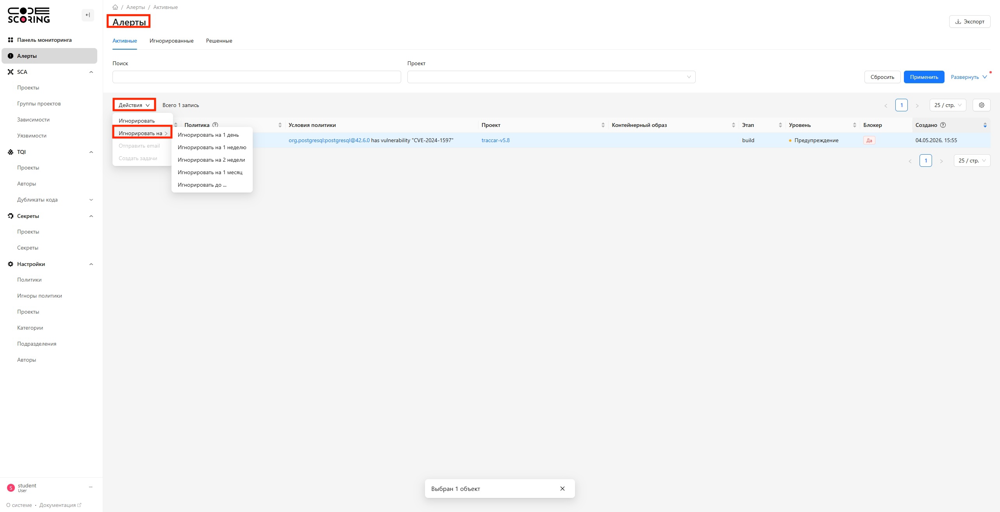 CODE
SCORING
Панель мониторинга
Алерты
SCA
Проекты
Группы проектов
Зависимости
Уязвимости
TQI
Проекты
Авторы
Дубликаты кода
Секреты
Проекты
Секреты
Настройки
Политики
Игноры политики
Проекты
Категории
Подразделения
Авторы
S student
User
...
О системе · Документация
/ Алерты / Активные
Алерты
Экспорт
Активные Игнорированные Решенные
Поиск Проект
Сбросить Применить Развернуть
Действия Всего 1 запись 1 25 / стр.
Игнорировать
Игнорировать на
Отправить email
Создать задачи
Игнорировать на 1 день
Игнорировать на 1 неделю
Игнорировать на 2 недели
Игнорировать на 1 месяц
Игнорировать до ...
Политика ? Условия политики Проект Контейнерный образ Этап Уровень Блокер Создано ?
org.postgresql:postgresql@42.6.0 has vulnerability "CVE-2024-1597" traccar-v5.8 build Предупреждение Да 04.05.2026, 15:55
1 25 / стр.
Выбран 1 объект